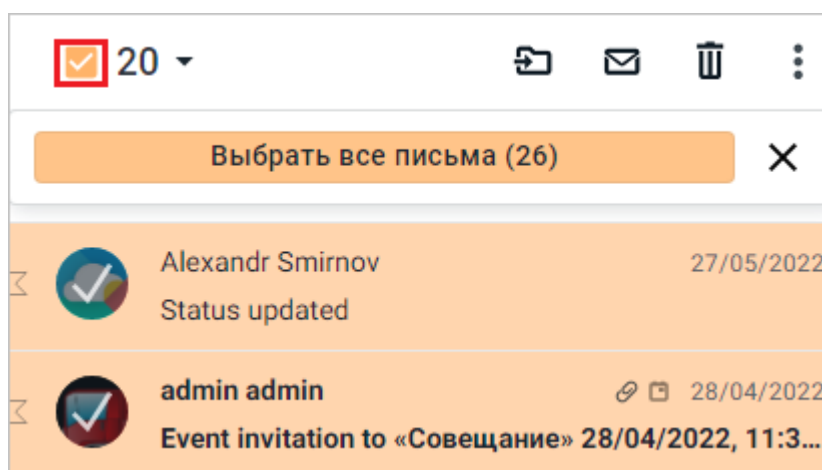 20
Выбрать все письма (26)
Alexandr Smirnov 27/05/2022
Status updated
admin admin 28/04/2022
Event invitation to «Совещание» 28/04/2022, 11:3...